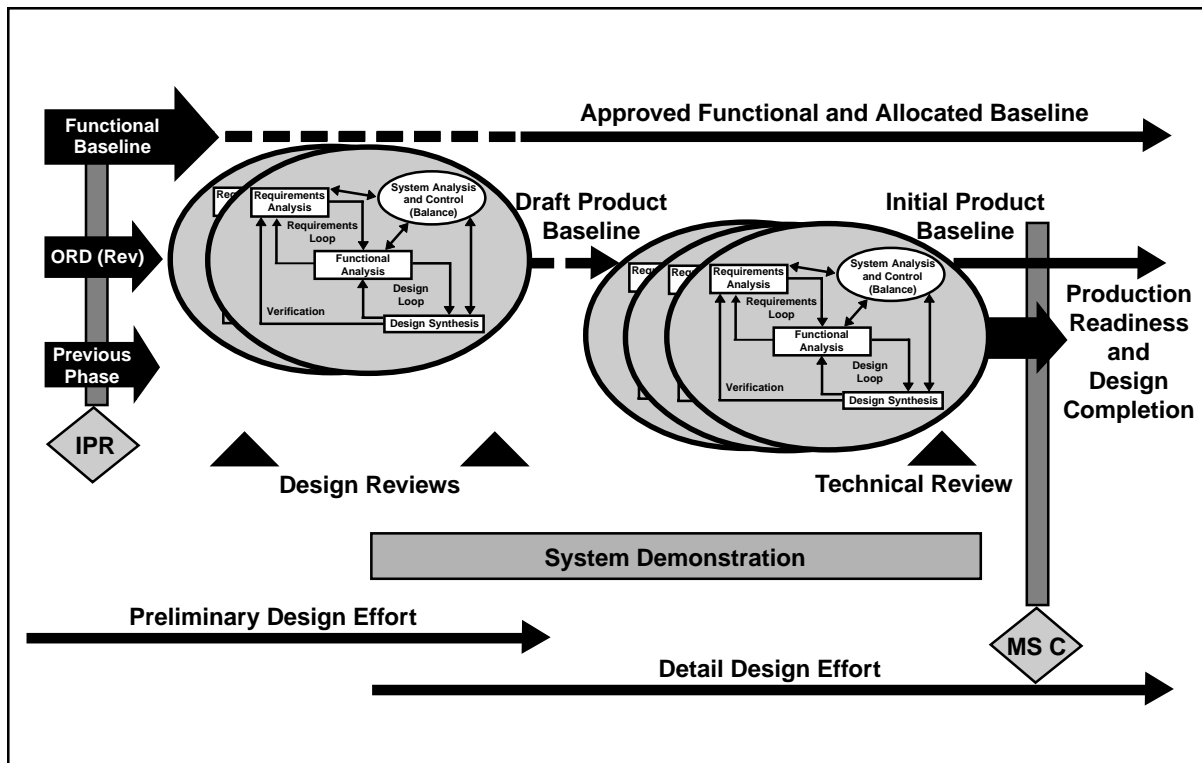 Functional
Baseline
Approved Functional and Allocated Baseline
ORD (Rev)
Previous
Phase
IPR
Req
Requirements
Analysis
System Analysis
and Control
(Balance)
Requirements
Loop
Functional
Analysis
Design
Loop
Verification
Design Synthesis
Draft Product
Baseline
Initial Product
Baseline
Requ
Requ
Requirements
Analysis
System Analysis
and Control
(Balance)
Requirements
Loop
Functional
Analysis
Design
Loop
Verification
Design Synthesis
Production
Readiness
and
Design
Completion
Design Reviews
Technical Review
System Demonstration
Preliminary Design Effort
MS C
Detail Design Effort